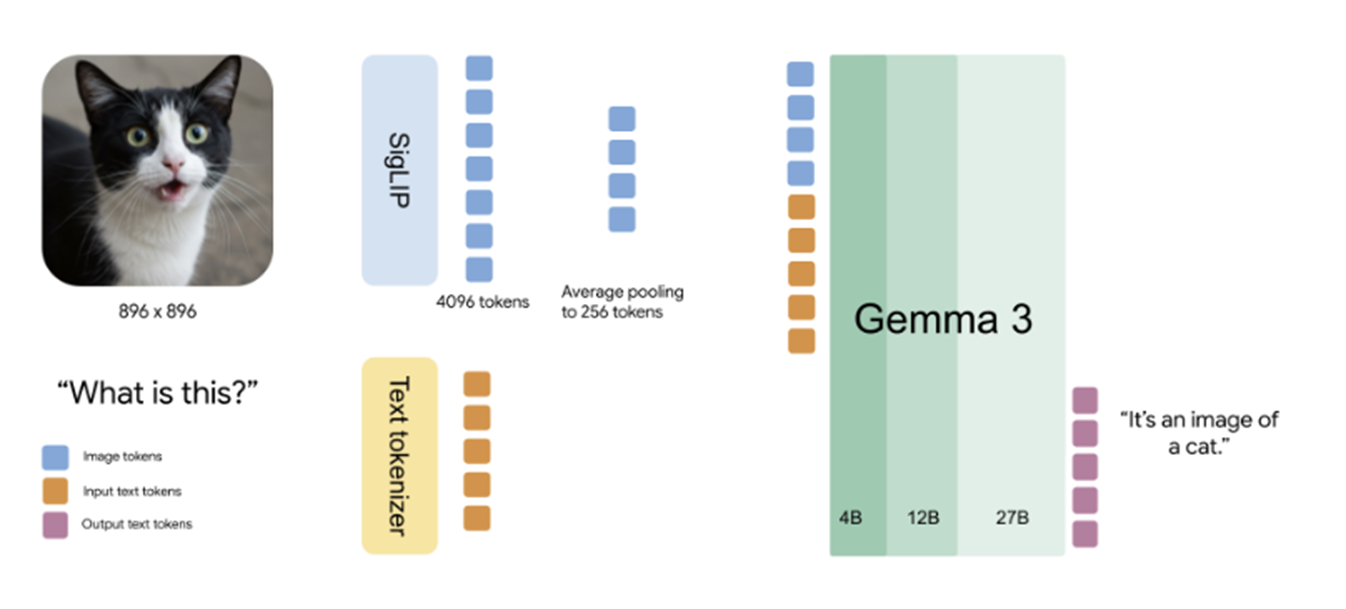 896 x 896
“What is this?”
Image tokens
Input text tokens
Output text tokens
SigLIP
4096 tokens
Average pooling
to 256 tokens
Text tokenizer
Gemma 3
4B
12B
27B
“It’s an image of
a cat.”